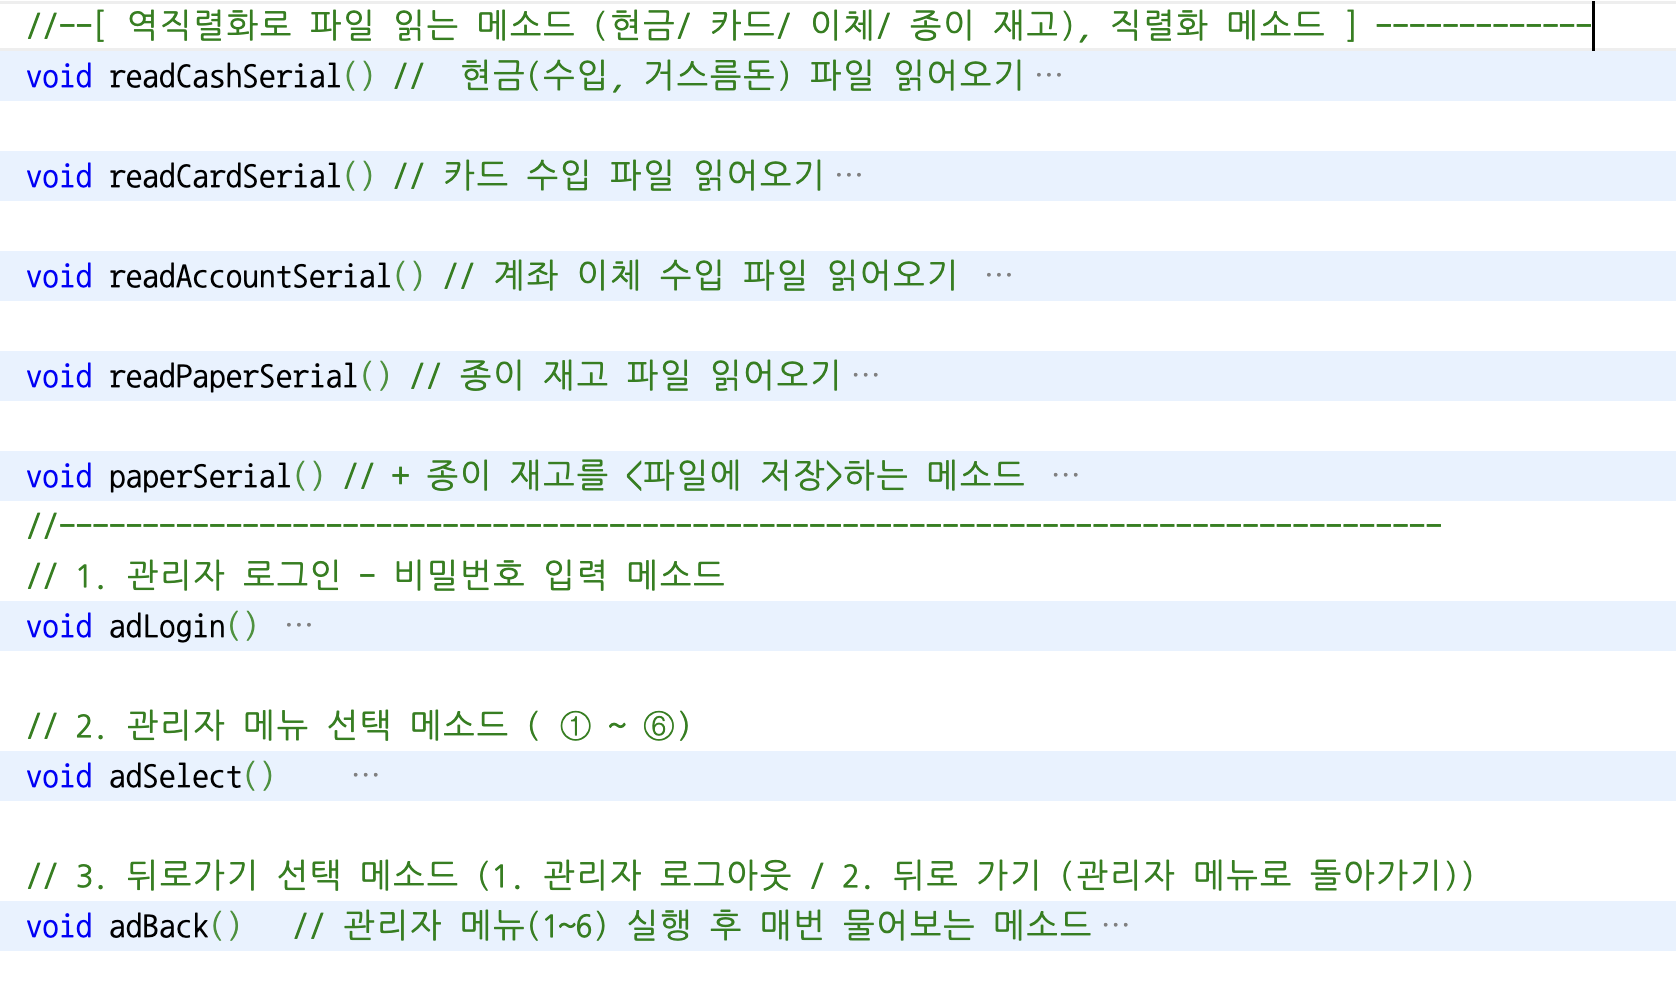 //--[ 역직렬화로 파일 읽는 메소드 (현금/ 카드/ 이체/ 종이 재고), 직렬화 메소드 ] -------------
void readCashSerial() //  현금(수입, 거스름돈) 파일 읽어오기 ···
void readCardSerial() // 카드 수입 파일 읽어오기 ···
void readAccountSerial() // 계좌 이체 수입 파일 읽어오기 ···
void readPaperSerial() // 종이 재고 파일 읽어오기 ···
void paperSerial() // + 종이 재고를 <파일에 저장>하는 메소드 ···
//-----------------------------------------------------------------------------------
// 1. 관리자 로그인 - 비밀번호 입력 메소드
void adLogin() ···
// 2. 관리자 메뉴 선택 메소드 ( ① ~ ⑥)
void adSelect() ···
// 3. 뒤로가기 선택 메소드 (1. 관리자 로그아웃 / 2. 뒤로 가기 (관리자 메뉴로 돌아가기))
void adBack() // 관리자 메뉴(1~6) 실행 후 매번 물어보는 메소드 ···